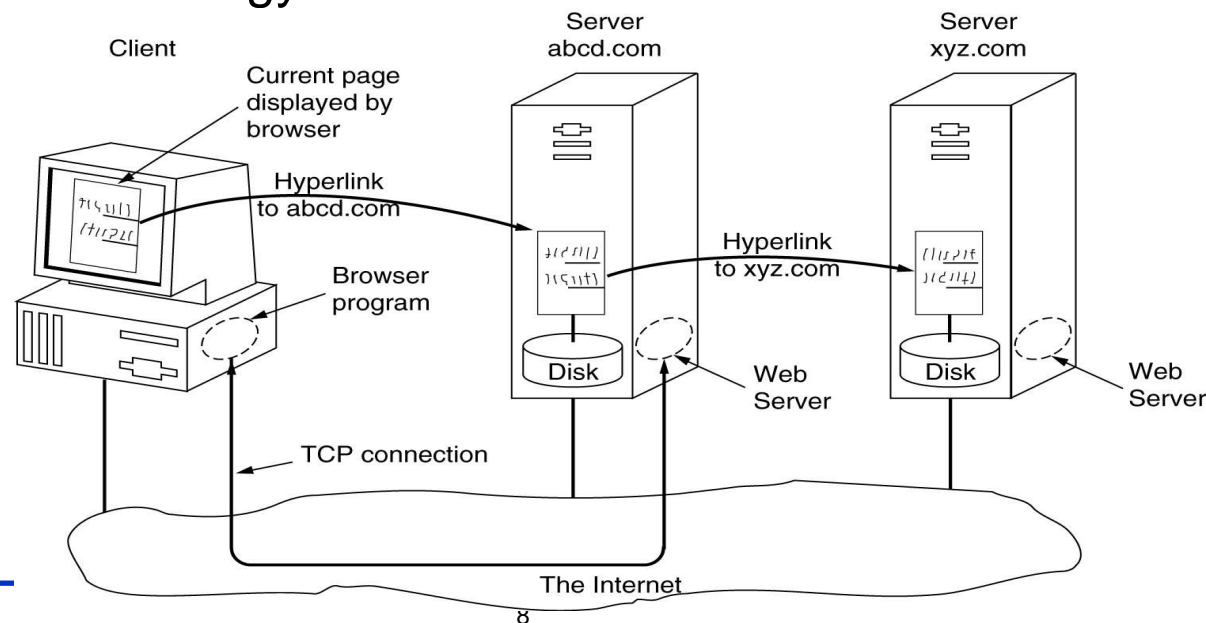 gy
Client
Server
abcd.com
Server
xyz.com
Current page
displayed by
browser
Hyperlink
to abcd.com
Hyperlink
to xyz.com
Browser
program
Disk
Web
Server
Disk
Web
Server
TCP connection
The Internet
8